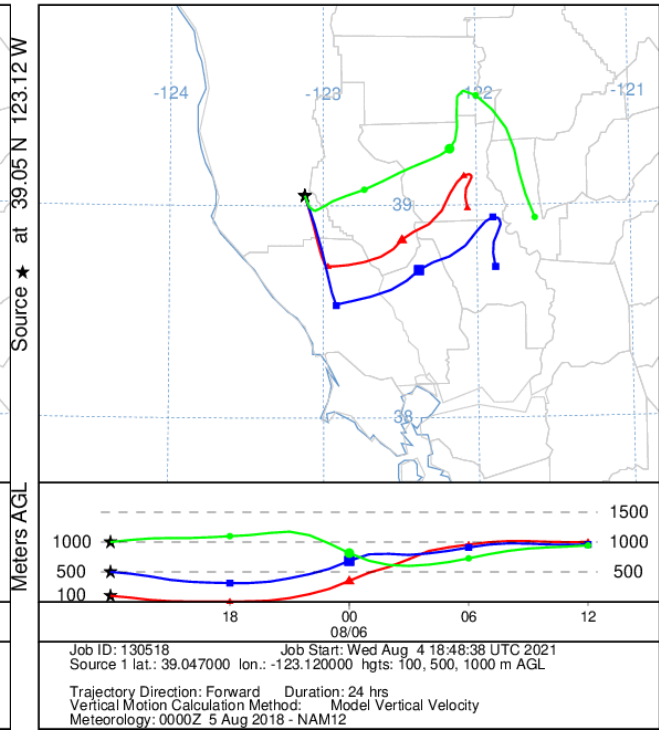 Source ★ at 39.05 N 123.12 W
-124 -123 -122 -121
39
38
Meters AGL
1500
1000 1000
500 500
100
18 00 06 12
08/06
Job ID: 130518 Job Start: Wed Aug 4 18:48:38 UTC 2021
Source 1 lat.: 39.047000 lon.: -123.120000 hgts: 100, 500, 1000 m AGL
Trajectory Direction: Forward Duration: 24 hrs
Vertical Motion Calculation Method: Model Vertical Velocity
Meteorology: 0000Z 5 Aug 2018 - NAM12